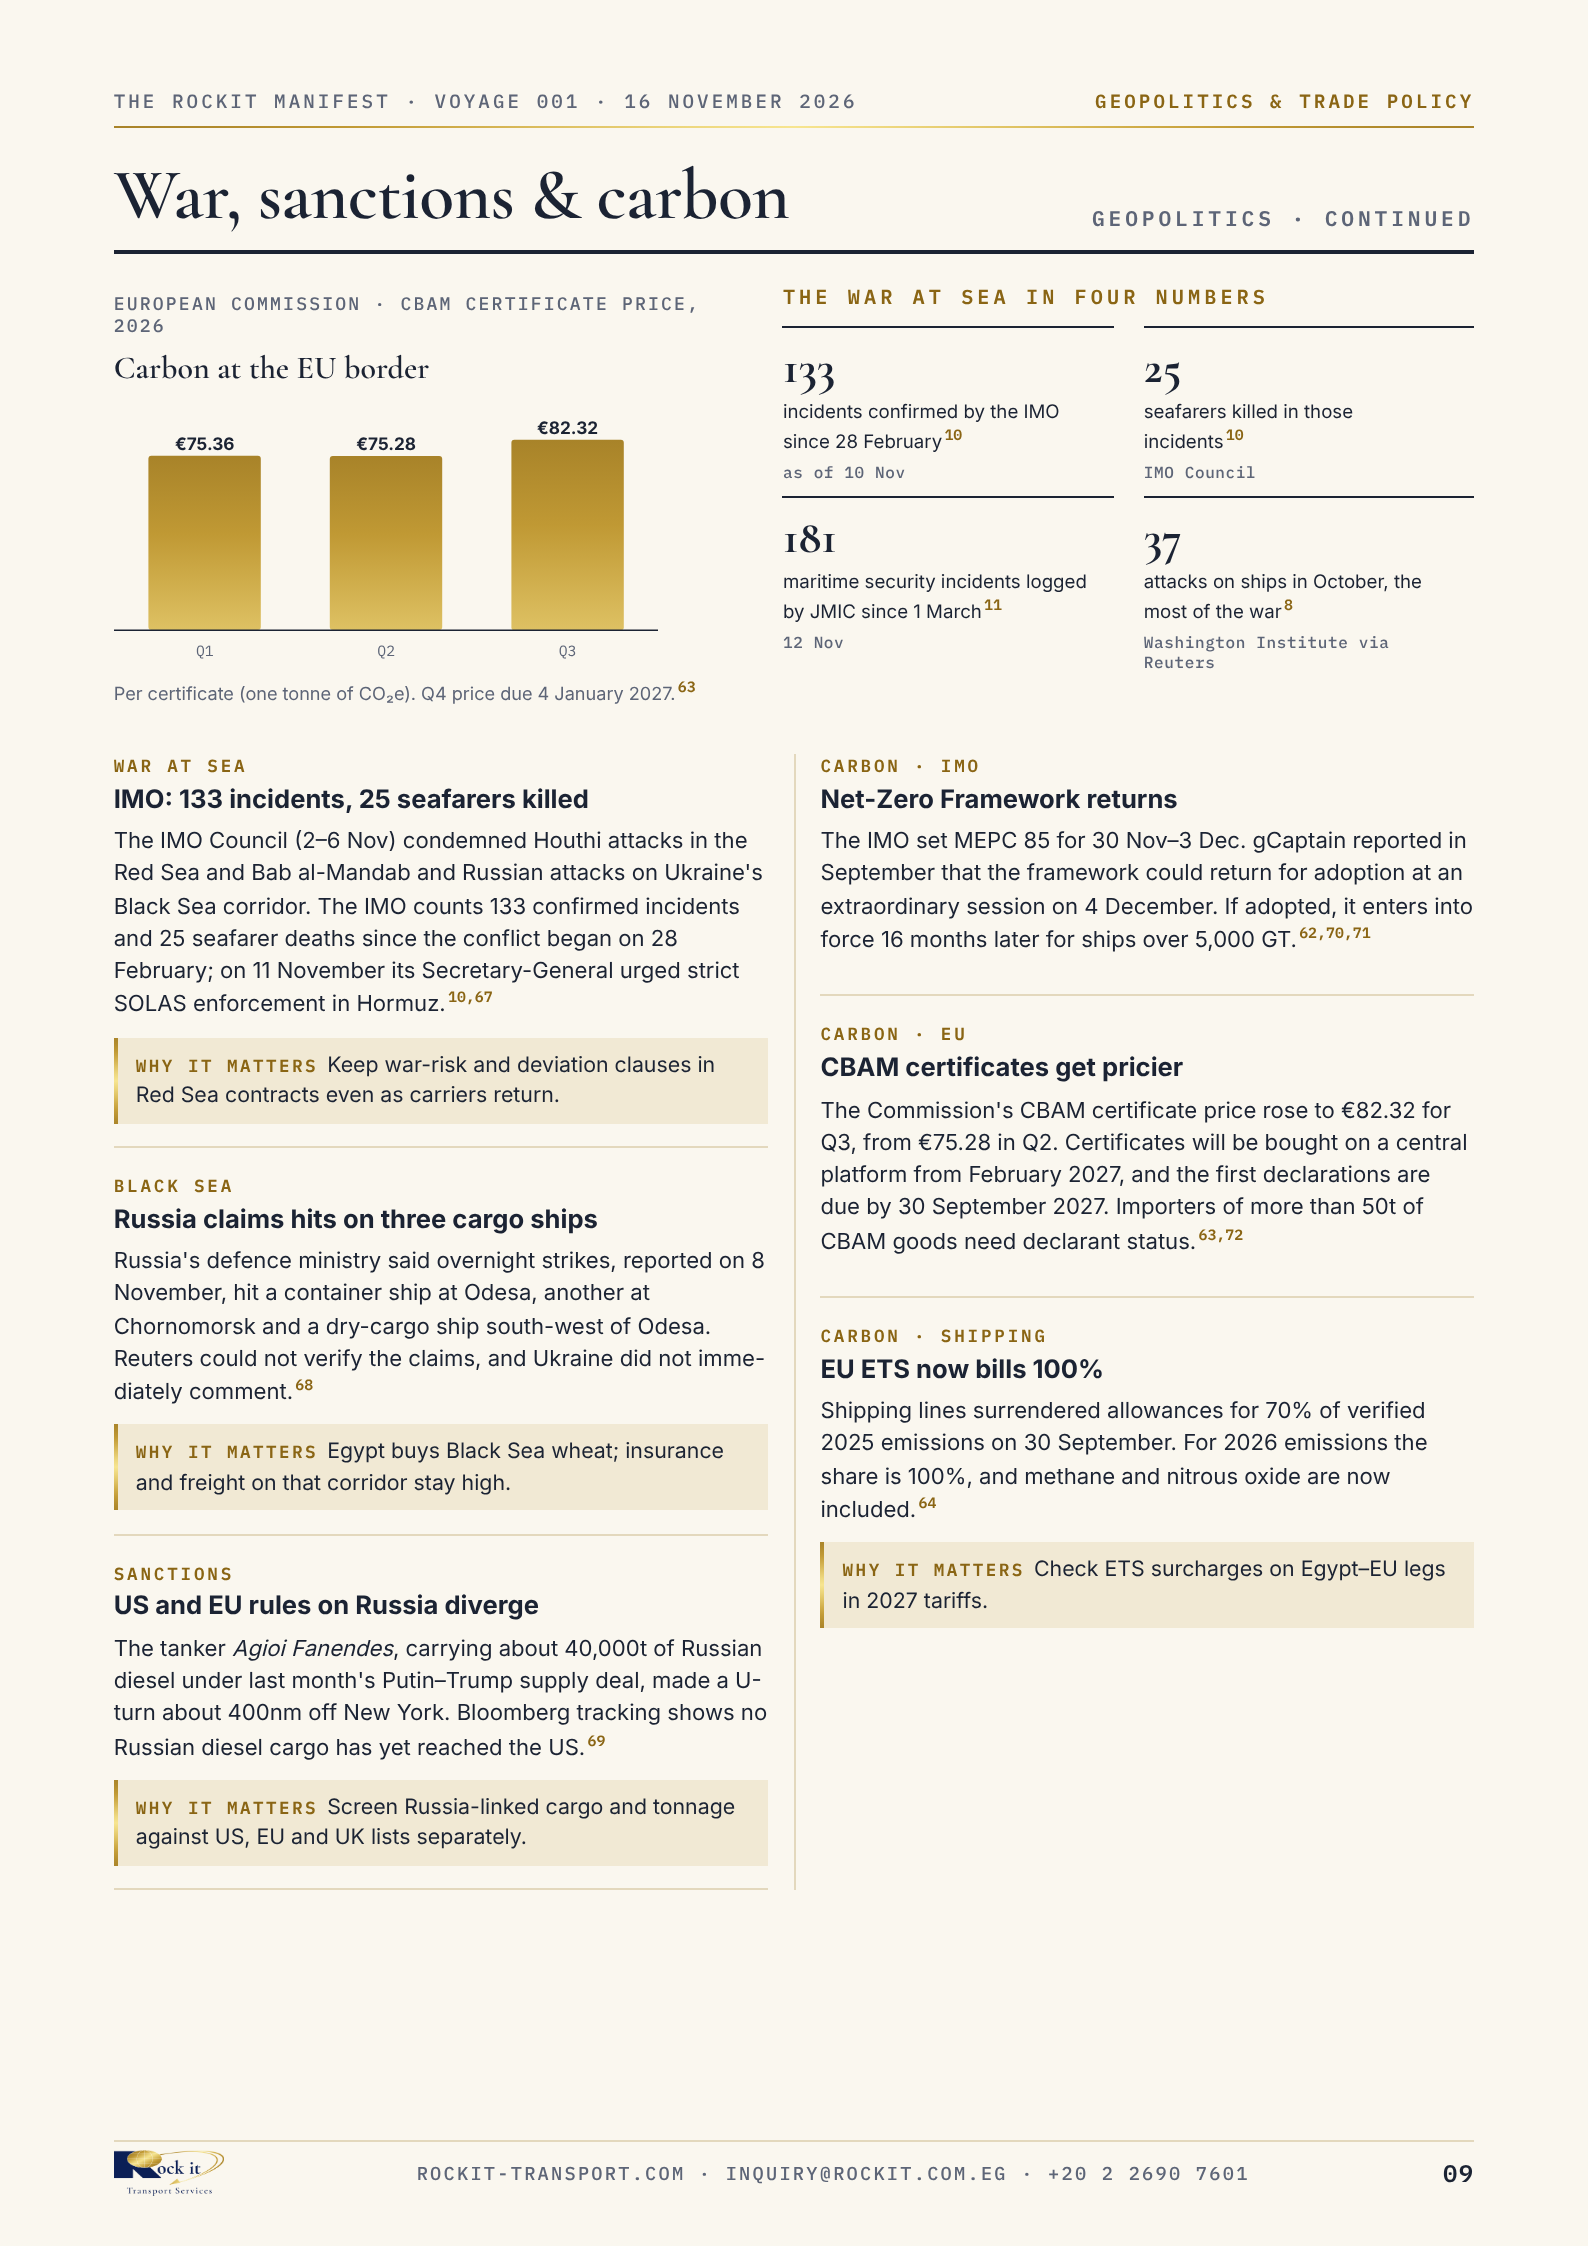 THE ROCKIT MANIFEST · VOYAGE 001 · 16 NOVEMBER 2026
GEOPOLITICS & TRADE POLICY
War, sanctions & carbon
GEOPOLITICS · CONTINUED
EUROPEAN COMMISSION · CBAM CERTIFICATE PRICE,
2026
Carbon at the EU border
€75.36
€75.28
€82.32
Q1
Q2
Q3
Per certificate (one tonne of CO₂e). Q4 price due 4 January 2027.63
THE WAR AT SEA IN FOUR NUMBERS
133
incidents confirmed by the IMO
since 28 February10
as of 10 Nov
25
seafarers killed in those
incidents10
IMO Council
181
maritime security incidents logged
by JMIC since 1 March11
12 Nov
37
attacks on ships in October, the
most of the war8
Washington Institute via
Reuters
WAR AT SEA
IMO: 133 incidents, 25 seafarers killed
The IMO Council (2–6 Nov) condemned Houthi attacks in the
Red Sea and Bab al-Mandab and Russian attacks on Ukraine's
Black Sea corridor. The IMO counts 133 confirmed incidents
and 25 seafarer deaths since the conflict began on 28
February; on 11 November its Secretary-General urged strict
SOLAS enforcement in Hormuz.10,67
WHY IT MATTERS Keep war-risk and deviation clauses in
Red Sea contracts even as carriers return.
BLACK SEA
Russia claims hits on three cargo ships
Russia's defence ministry said overnight strikes, reported on 8
November, hit a container ship at Odesa, another at
Chornomorsk and a dry-cargo ship south-west of Odesa.
Reuters could not verify the claims, and Ukraine did not imme-
diately comment.68
WHY IT MATTERS Egypt buys Black Sea wheat; insurance
and freight on that corridor stay high.
SANCTIONS
US and EU rules on Russia diverge
The tanker Agioi Fanendes, carrying about 40,000t of Russian
diesel under last month's Putin–Trump supply deal, made a U-
turn about 400nm off New York. Bloomberg tracking shows no
Russian diesel cargo has yet reached the US.69
WHY IT MATTERS Screen Russia-linked cargo and tonnage
against US, EU and UK lists separately.
CARBON · IMO
Net-Zero Framework returns
The IMO set MEPC 85 for 30 Nov–3 Dec. gCaptain reported in
September that the framework could return for adoption at an
extraordinary session on 4 December. If adopted, it enters into
force 16 months later for ships over 5,000 GT.62,70,71
CARBON · EU
CBAM certificates get pricier
The Commission's CBAM certificate price rose to €82.32 for
Q3, from €75.28 in Q2. Certificates will be bought on a central
platform from February 2027, and the first declarations are
due by 30 September 2027. Importers of more than 50t of
CBAM goods need declarant status.63,72
CARBON · SHIPPING
EU ETS now bills 100%
Shipping lines surrendered allowances for 70% of verified
2025 emissions on 30 September. For 2026 emissions the
share is 100%, and methane and nitrous oxide are now
included.64
WHY IT MATTERS Check ETS surcharges on Egypt–EU legs
in 2027 tariffs.
Rock it
Transport Services
ROCKIT-TRANSPORT.COM · INQUIRY@ROCKIT.COM.EG · +20 2 2690 7601
09